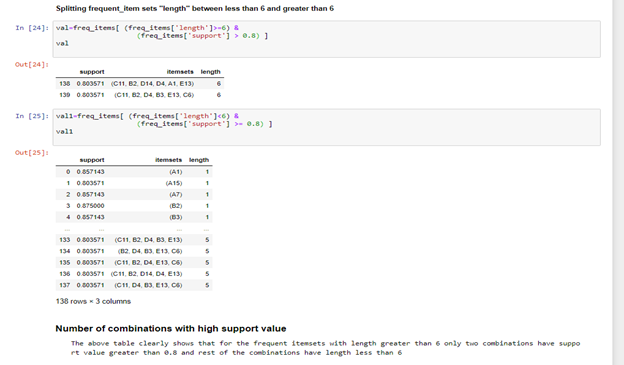 Splitting frequent_item sets "length" between less than 6 and greater than 6
In [24]: val=freq_items[ (freq_items['length']>=6) &
(freq_items['support'] > 0.8) ]
val
Out[24]:
support itemsets length
138 0.803571 (C11, B2, D14, D4, A1, E13) 6
139 0.803571 (C11, B2, D4, B3, E13, C6) 6
In [25]: val1=freq_items[ (freq_items['length']<6) &
(freq_items['support'] >= 0.8) ]
val1
Out[25]:
support itemsets length
0 0.857143 (A1) 1
1 0.803571 (A15) 1
2 0.857143 (A7) 1
3 0.875000 (B2) 1
4 0.857143 (B3) 1
... ... ... ...
133 0.803571 (C11, B2, D4, B3, E13) 5
134 0.803571 (B2, D4, B3, E13, C6) 5
135 0.803571 (C11, B2, D4, E13, C6) 5
136 0.803571 (C11, B2, D14, D4, E13) 5
137 0.803571 (C11, D4, B3, E13, C6) 5
138 rows × 3 columns
Number of combinations with high support value
The above table clearly shows that for the frequent itemsets with length greater than 6 only two combinations have suppo
rt value greater than 0.8 and rest of the combinations have length less than 6